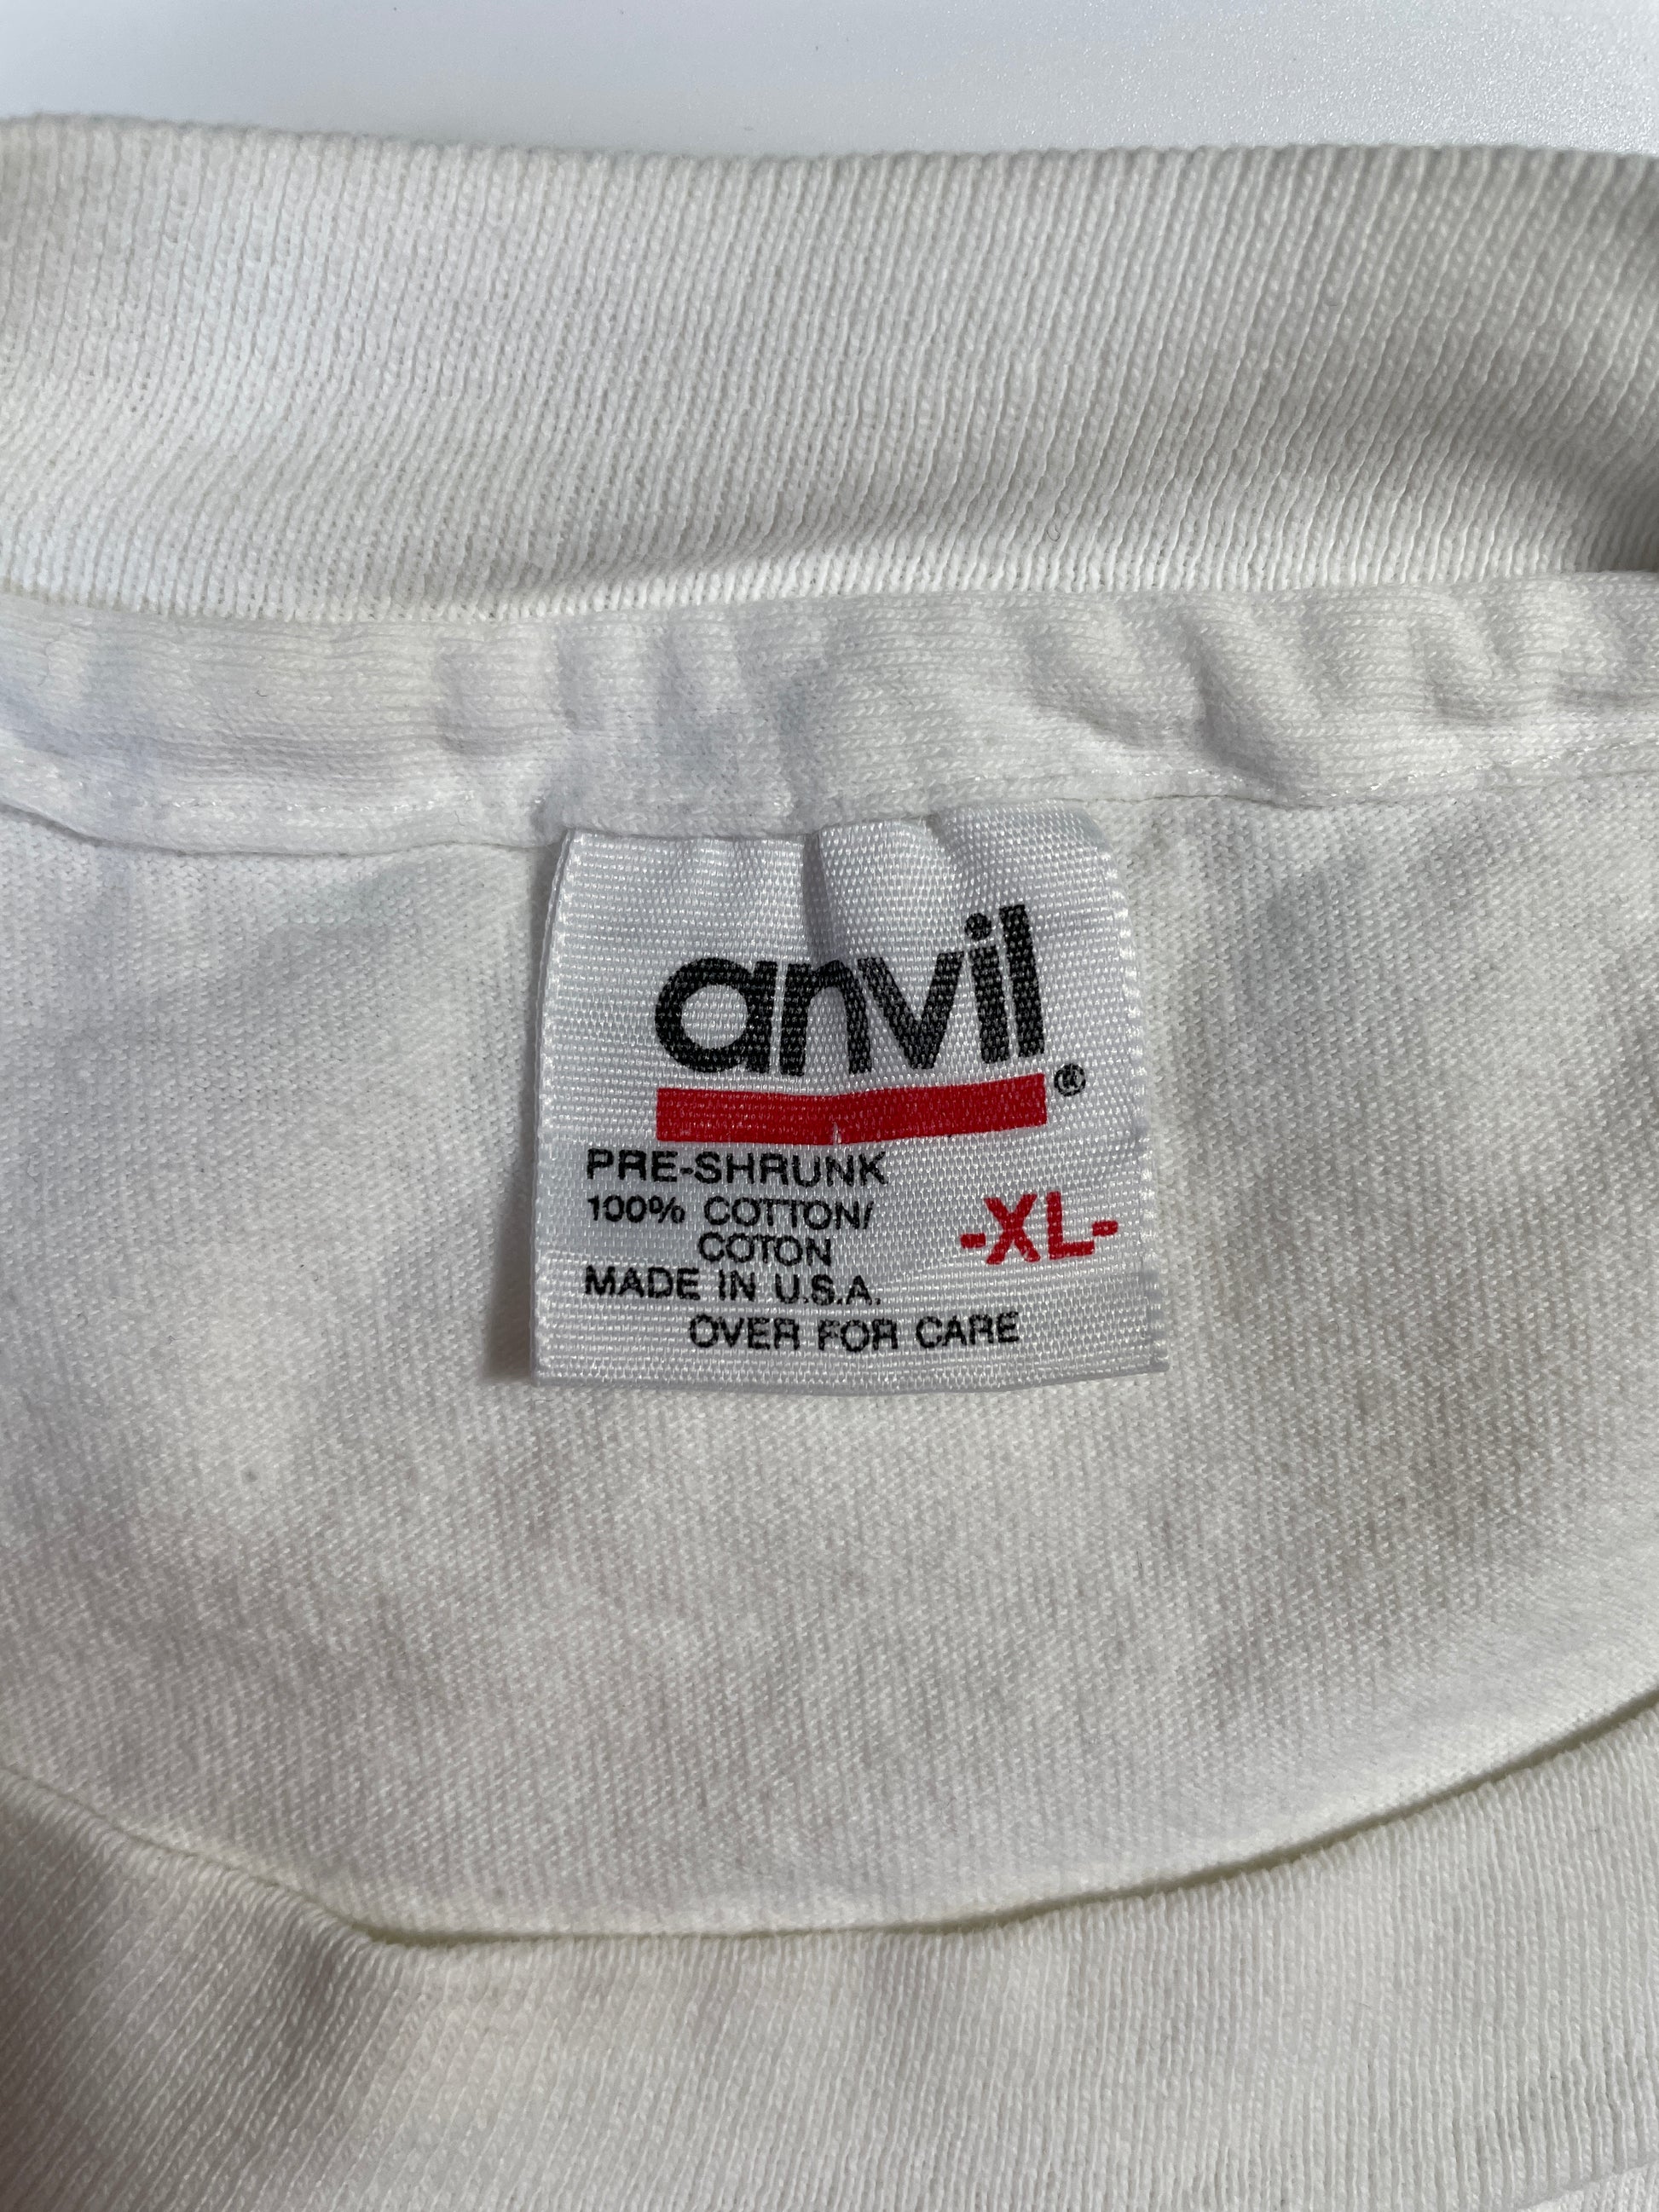 anvil®
PRE-SHRUNK
100% COTTON/
COTON
-XL-
MADE IN U.S.A.
OVER FOR CARE